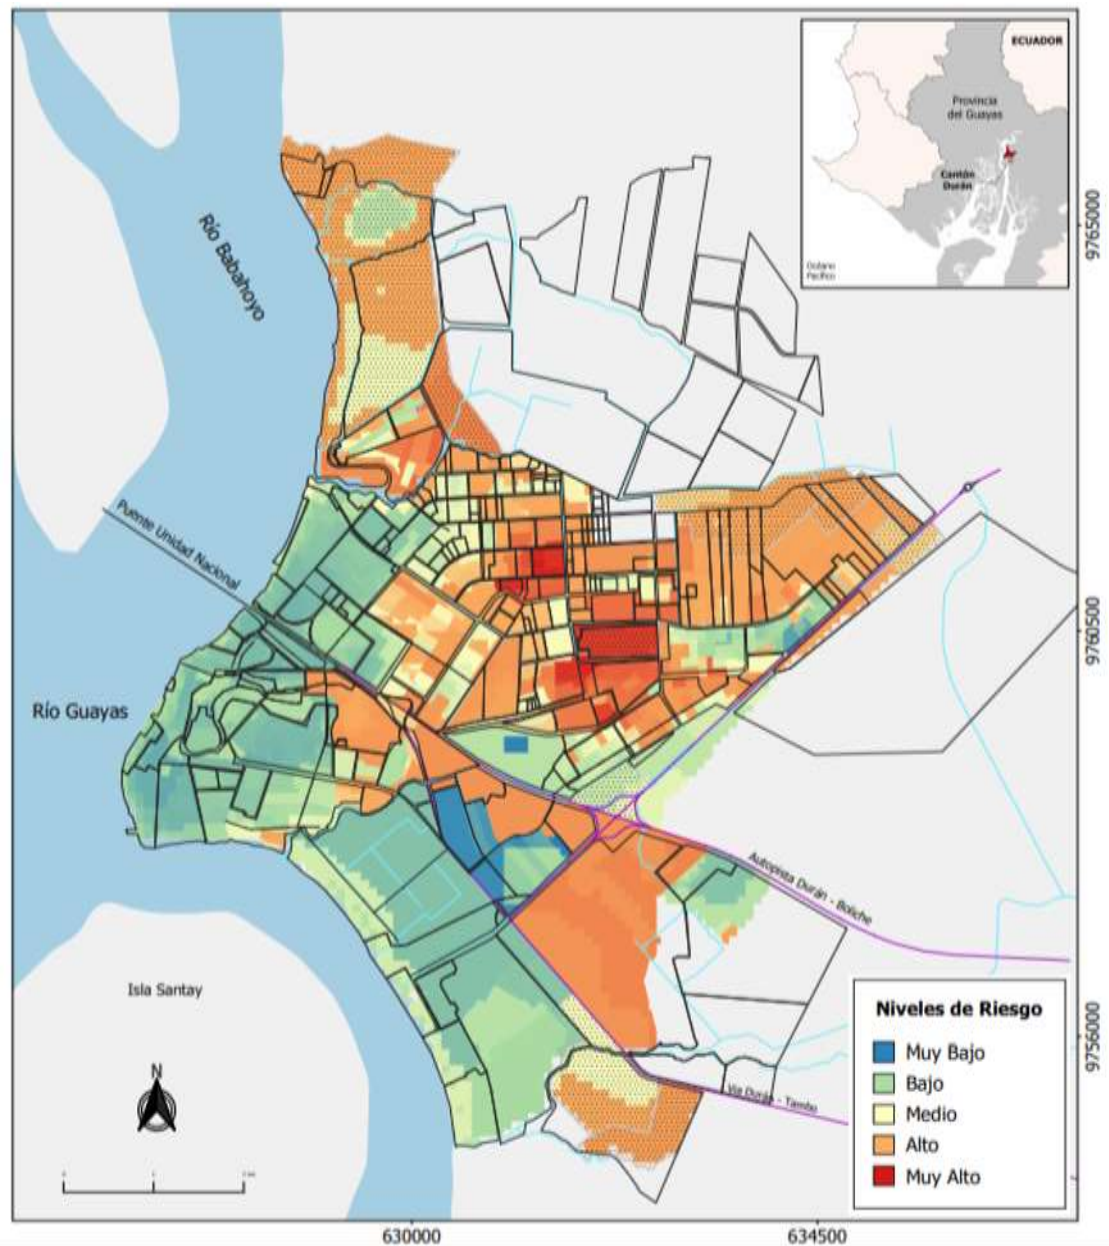 ECUADOR
Provincia
del Guayas
Cantón
Durán
Océano
Pacífico
9765000
Río Babahoyo
Puente Unidad Nacional
9760500
Río Guayas
Autopista Durán - Boliche
Isla Santay
N
9756000
Niveles de Riesgo
Muy Bajo
Bajo
Medio
Alto
Muy Alto
Vía Durán - Tambo
630000
634500